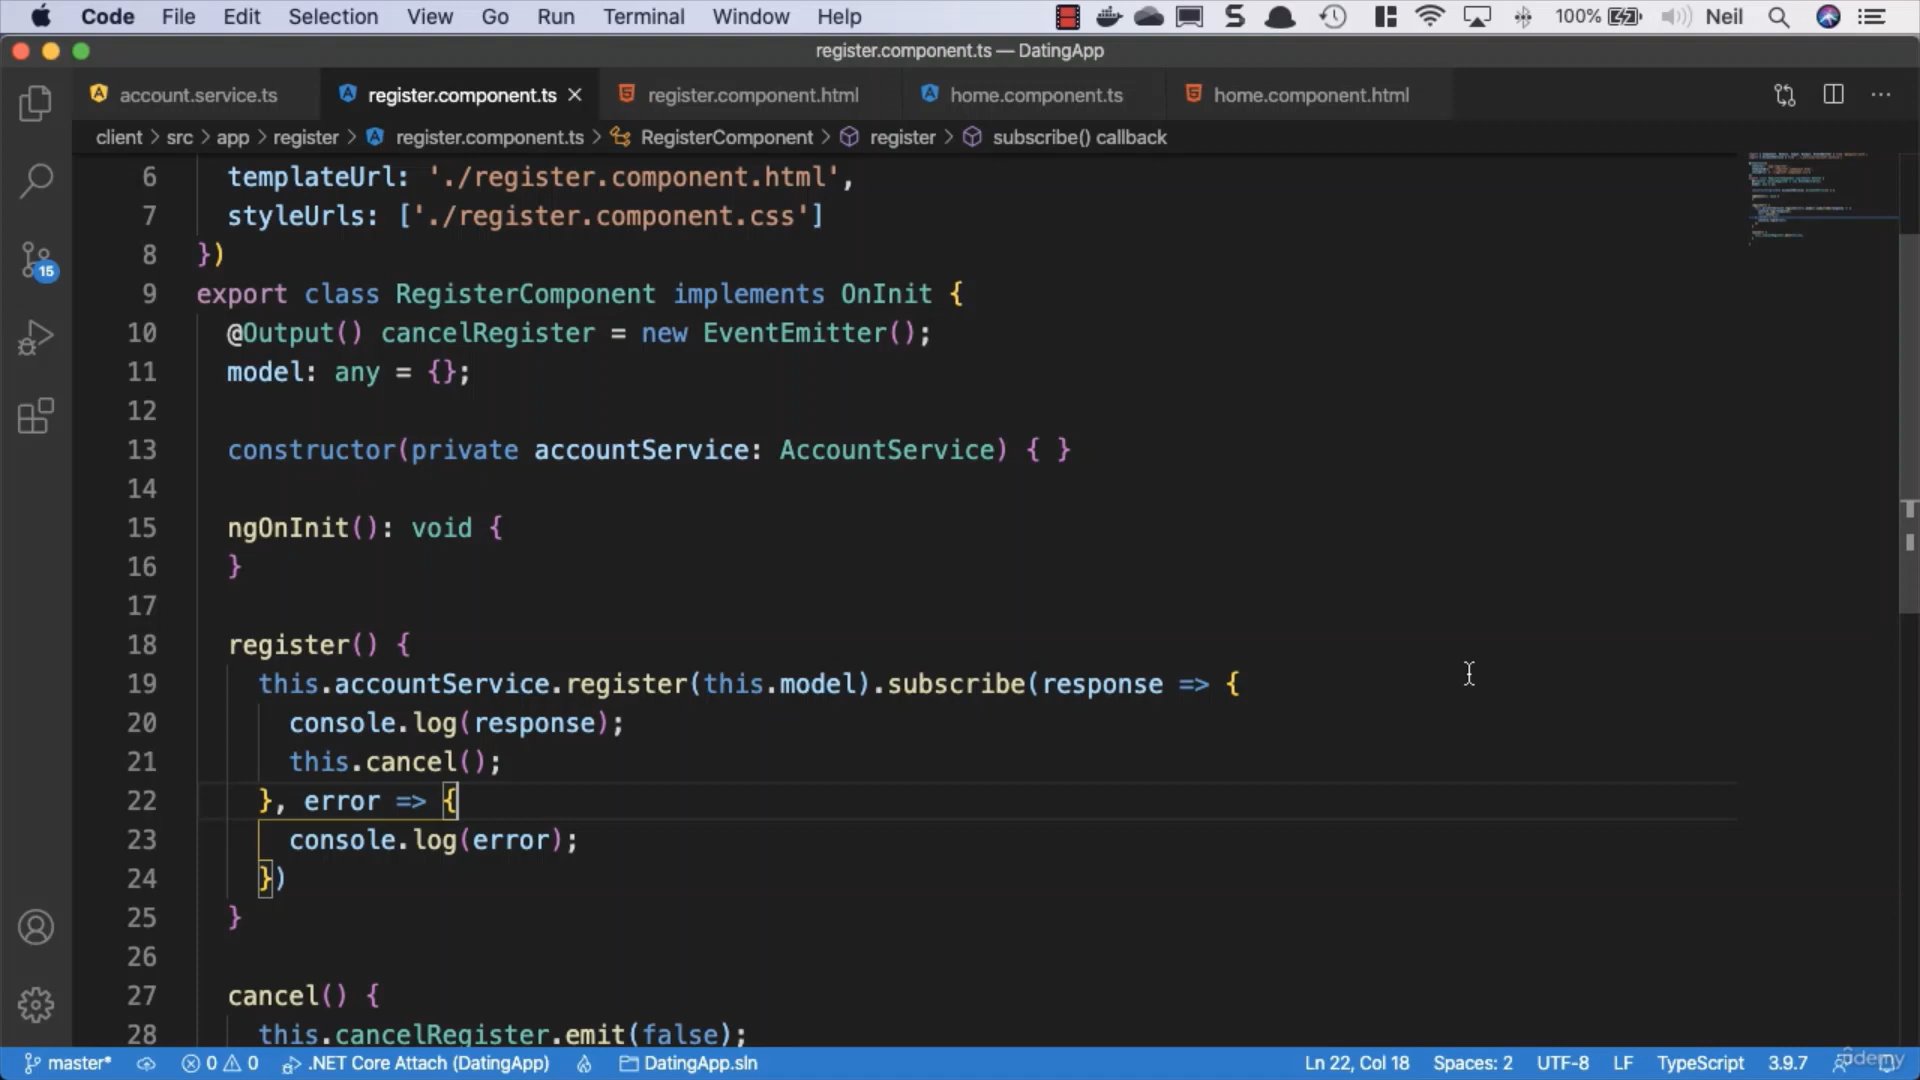 Code File Edit Selection View Go Run Terminal Window Help 100% Neil
register.component.ts — DatingApp
account.service.ts register.component.ts register.component.html home.component.ts home.component.html
client > src > app > register > register.component.ts > RegisterComponent > register > subscribe() callback
6 templateUrl: './register.component.html',
7 styleUrls: ['./register.component.css']
8 })
9 export class RegisterComponent implements OnInit {
10 @Output() cancelRegister = new EventEmitter();
11 model: any = {};
12
13 constructor(private accountService: AccountService) { }
14
15 ngOnInit(): void {
16 }
17
18 register() {
19 this.accountService.register(this.model).subscribe(response => {
20 console.log(response);
21 this.cancel();
22 }, error => {
23 console.log(error);
24 })
25 }
26
27 cancel() {
28 this.cancelRegister.emit(false);
15
master* 0 0 .NET Core Attach (DatingApp) DatingApp.sln Ln 22, Col 18 Spaces: 2 UTF-8 LF TypeScript 3.9.7
udemy